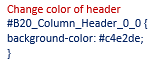 Change color of header
#B20_Column_Header_0_0 {
background-color: #c4e2de;
}